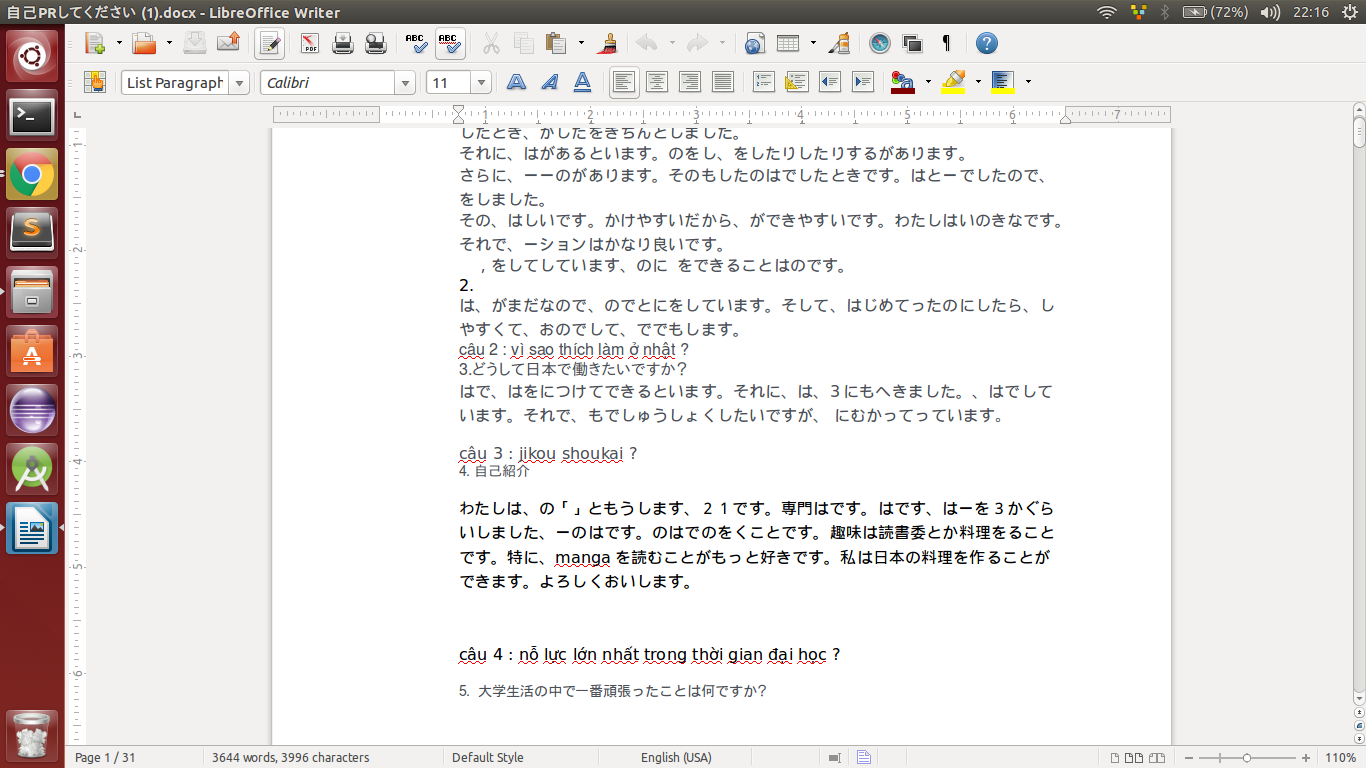 自己PRしてください (1).docx - LibreOffice Writer
(72%)
22:16
List Paragraph
Calibri
11
1 2 3 4 5 6 7
したとき、かしたをきちんとしました。
それに、はがあるといます。のをし、をしたりしたりするがあります。
さらに、ーーのがあります。そのもしたのはでしたときです。はとーでしたので、
をしました。
その、はしいです。かけやすいだから、ができやすいです。わたしはいのきなです。
それで、ーションはかなり良いです。
, をしてしています、のに をできることはのです。
2.
は、がまだなので、のでとにをしています。そして、はじめてったのにしたら、し
やすくて、おのでして、ででもします。
câu 2 : vì sao thích làm ở nhật ?
3.どうして日本で働きたいですか?
はで、はをにつけてできるといます。それに、は、3にもへきました。、はでして
います。それで、もでしゅうしょくしたいですが、 にむかってっています。
câu 3 : jikou shoukai ?
4. 自己紹介
わたしは、の「 」ともうします、２１です。専門はです。はです、はーを３かぐら
いしました、ーのはです。のはでのをくことです。趣味は読書委とか料理をること
です。特に、manga を読むことがもっと好きです。私は日本の料理を作ることが
できます。よろしくおいします。
câu 4 : nỗ lực lớn nhất trong thời gian đại học ?
5. 大学生活の中で一番頑張ったことは何ですか?
Page 1 / 31
3644 words, 3996 characters
Default Style
English (USA)
110%